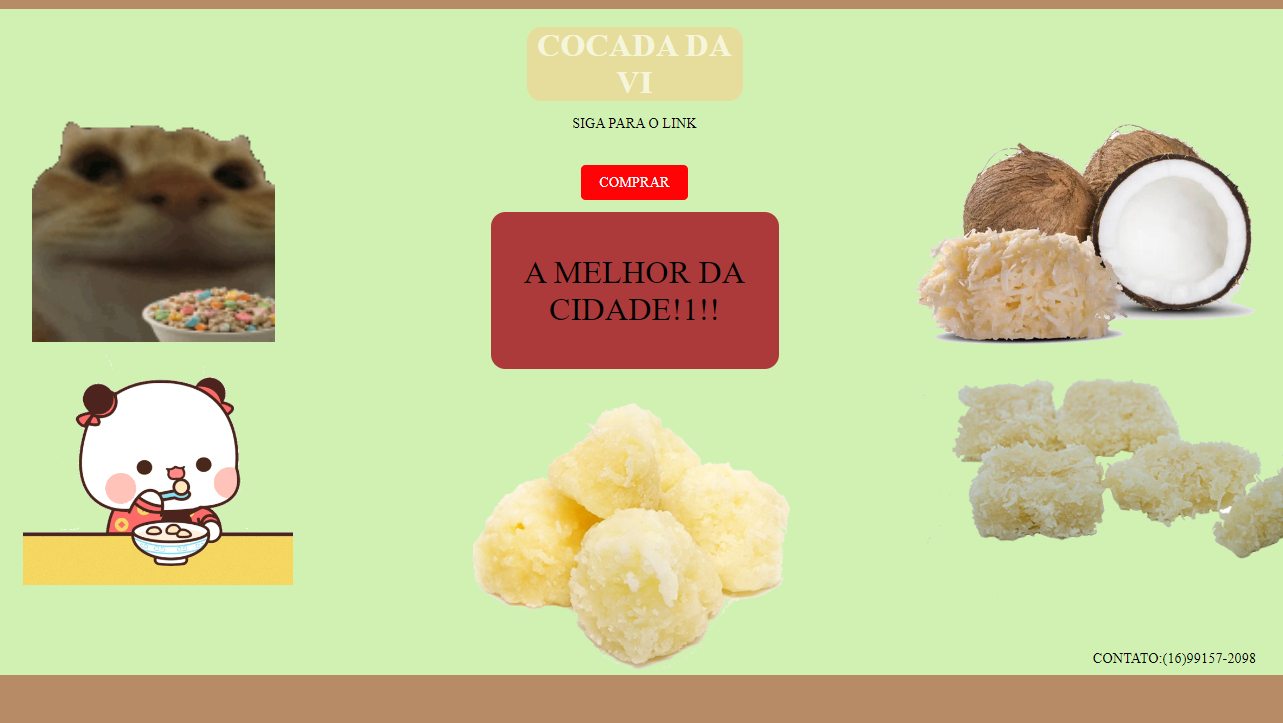 COCADA DA
VI
SIGA PARA O LINK
COMPRAR
A MELHOR DA
CIDADE!1!!
CONTATO:(16)99157-2098